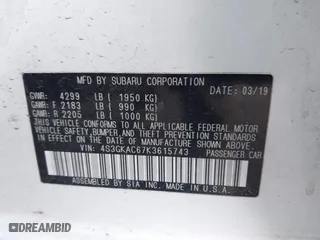 MFD BY SUBARU CORPORATION
DATE: 03/19
GVWR: 4299 LB (1950 KG)
GAWR: F 2183 LB (990 KG)
GAWR: R 2205 LB (1000 KG)
THIS VEHICLE CONFORMS TO ALL APPLICABLE FEDERAL MOTOR
VEHICLE SAFETY, BUMPER, AND THEFT PREVENTION STANDARDS
IN EFFECT ON THE DATE OF MANUFACTURE SHOWN ABOVE.
VIN: 4S3GKAC67K3615743
PASSENGER CAR
ASSEMBLED BY SIA INC. MADE IN U.S.A.
DREAMBID